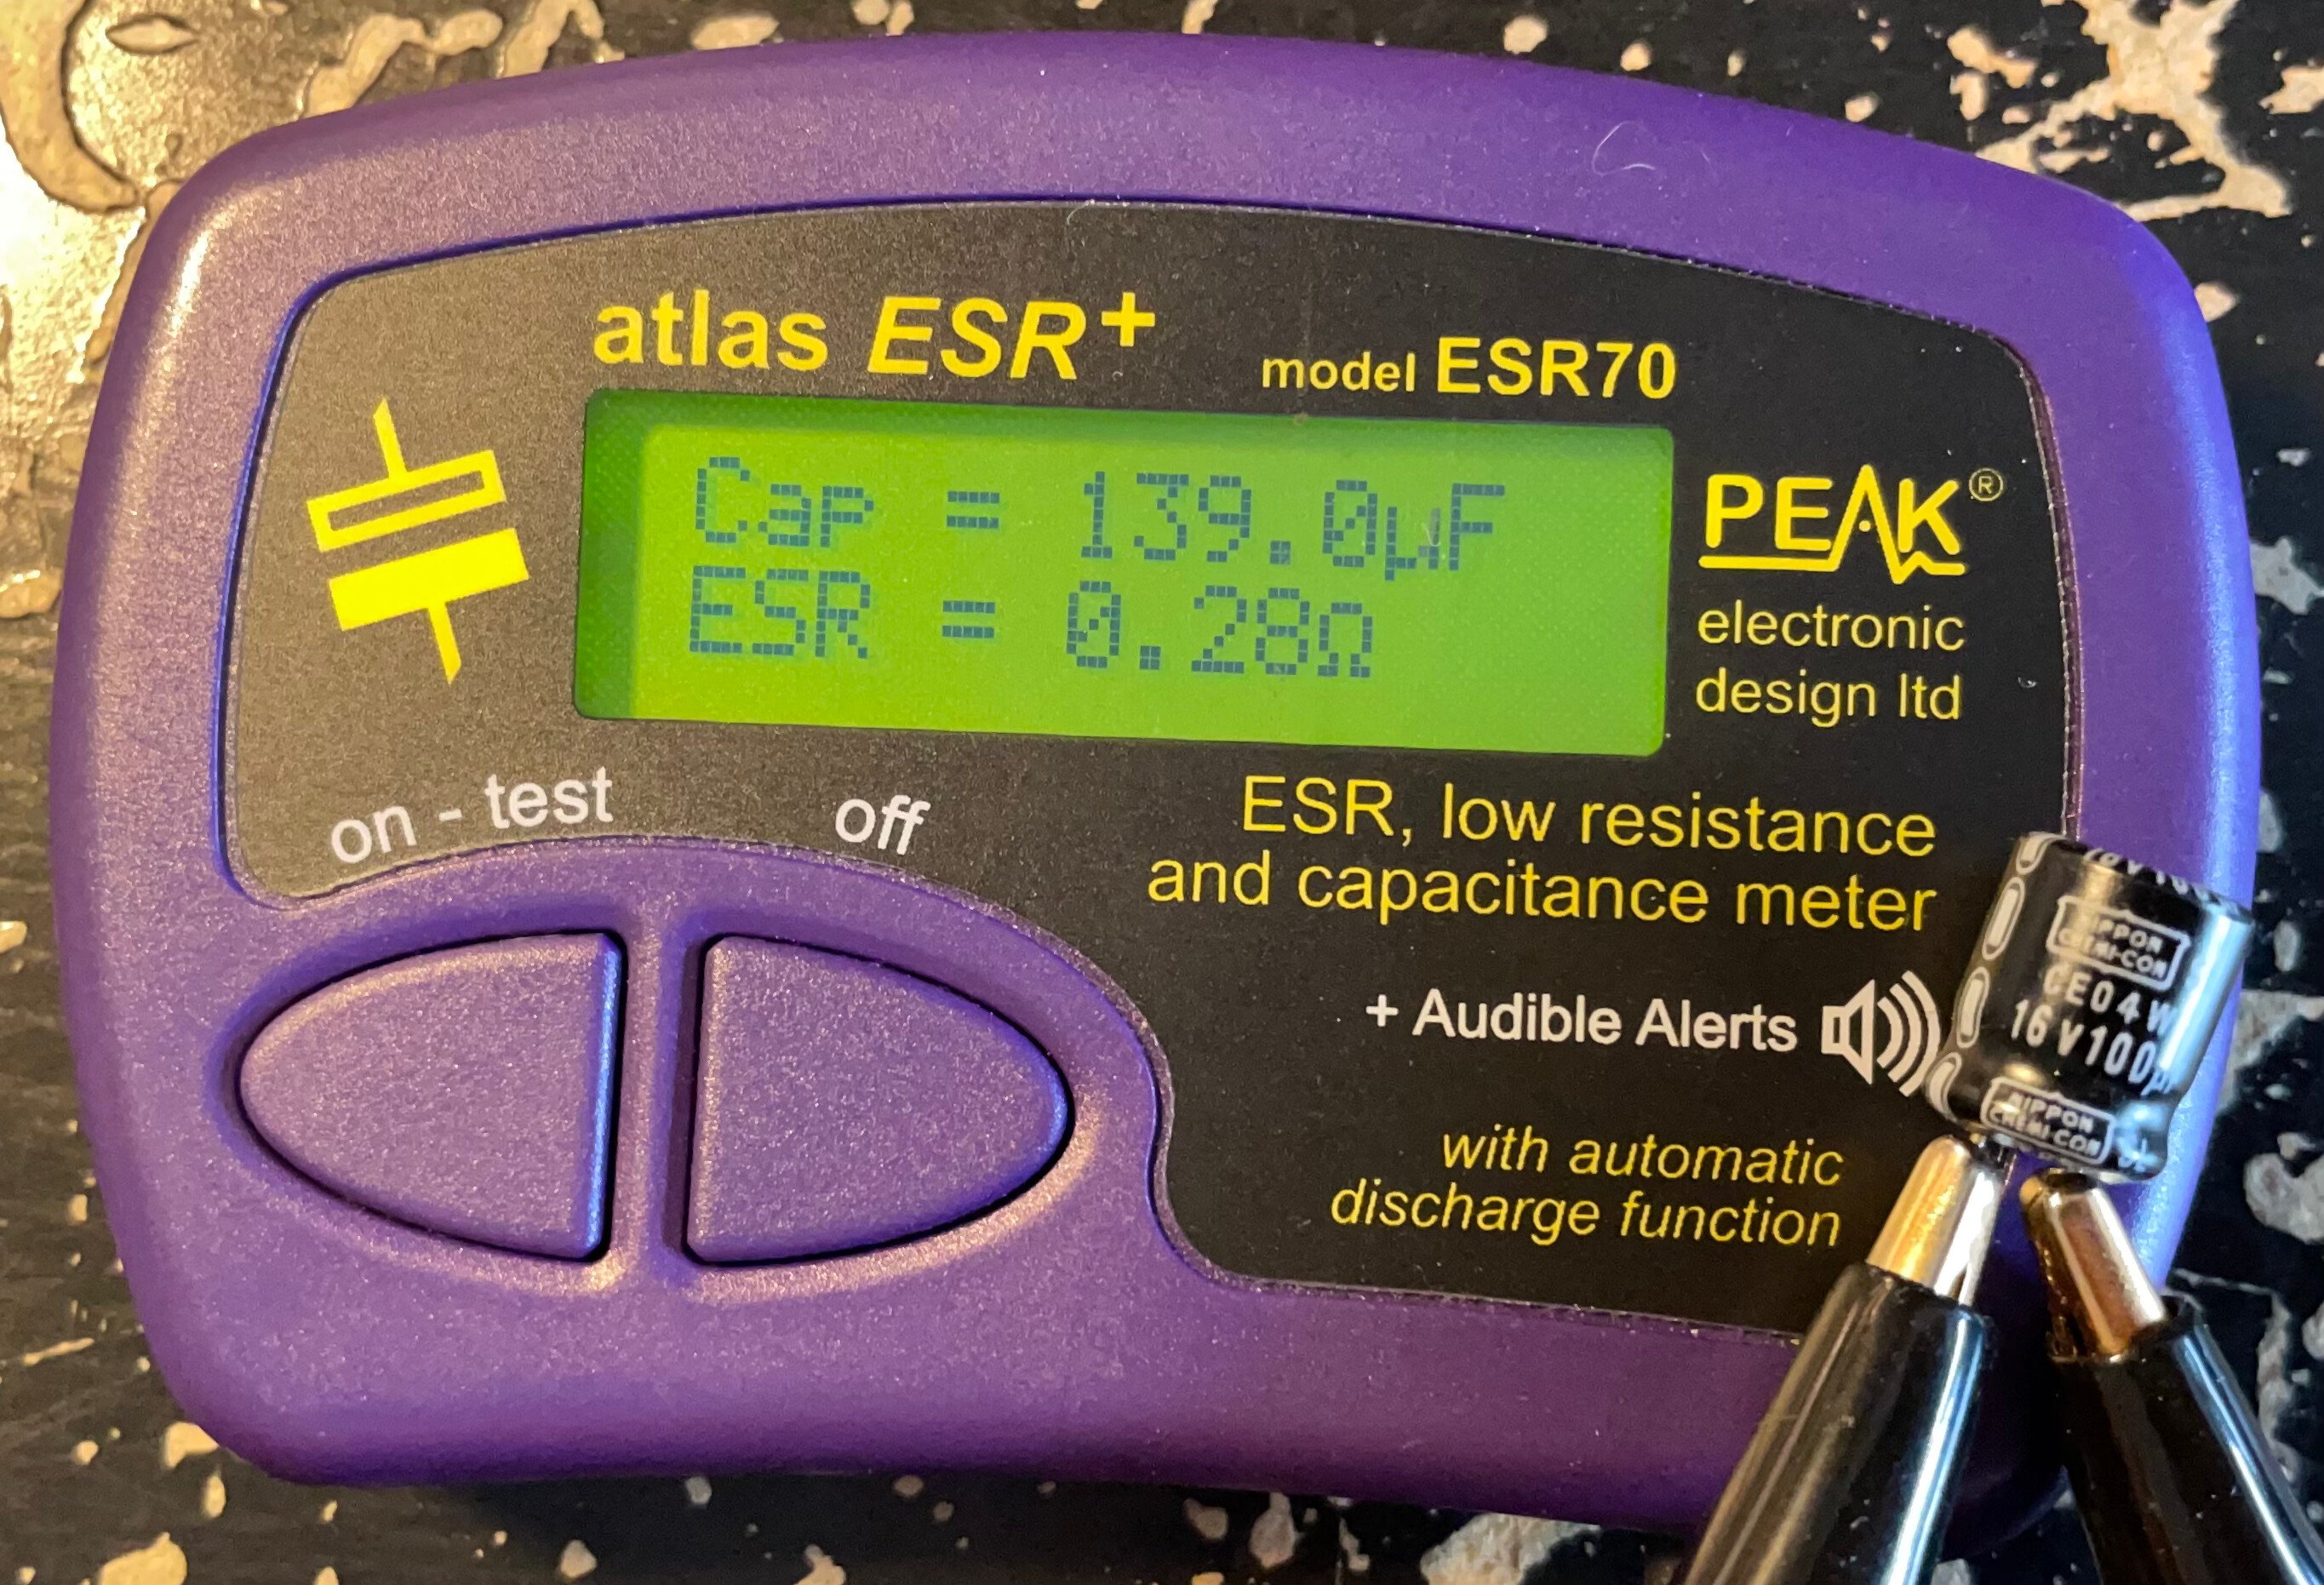 atlas ESR+ model ESR70
Cap = 139.0µF
ESR = 0.28Ω
PEAK®
electronic
design ltd
on - test
off
ESR, low resistance
and capacitance meter
+ Audible Alerts
with automatic
discharge function
NIPPON
CHEMI-CON
CE04W
16V100µ
NIPPON
CHEMI-CON